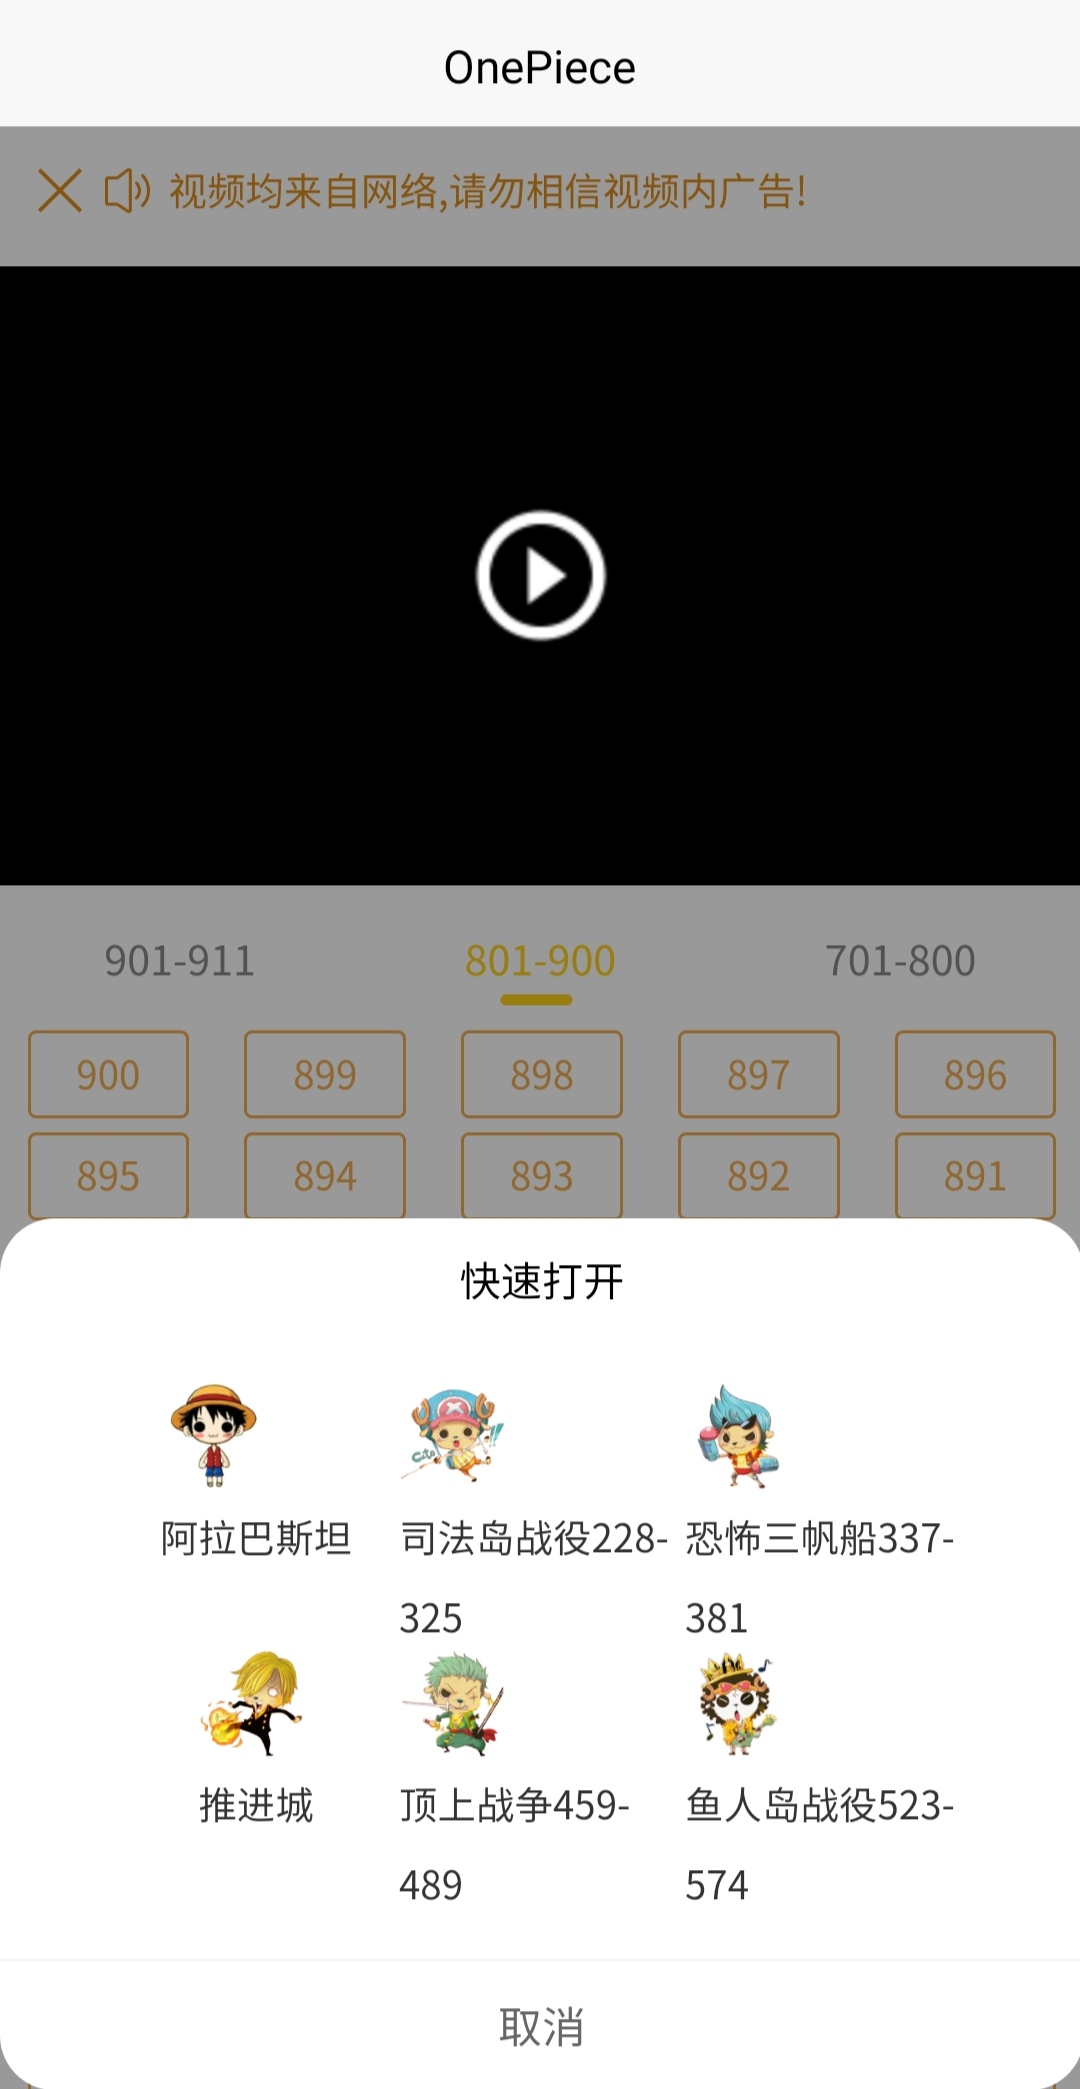 OnePiece
视频均来自网络,请勿相信视频内广告!
901-911 801-900 701-800
900 899 898 897 896
895 894 893 892 891
快速打开
阿拉巴斯坦 司法岛战役228- 恐怖三帆船337-
325 381
推进城 顶上战争459- 鱼人岛战役523-
489 574
取消